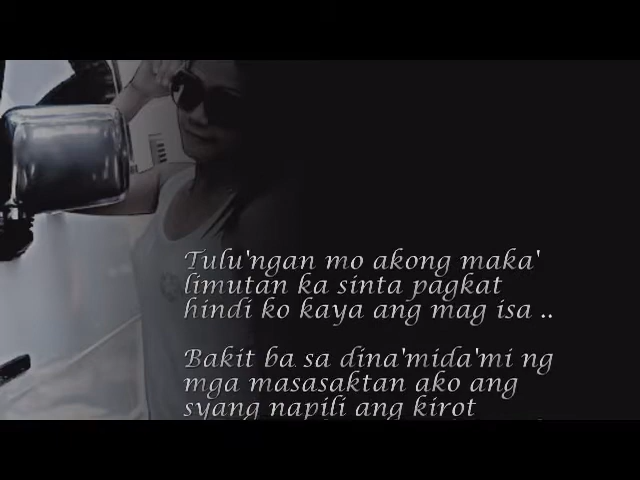 Tulu'ngan mo akong maka'
limutan ka sinta pagkat
hindi ko kaya ang mag isa ..
Bakit ba sa dina'mida'mi ng
mga masasaktan ako ang
syang napili ang kirot